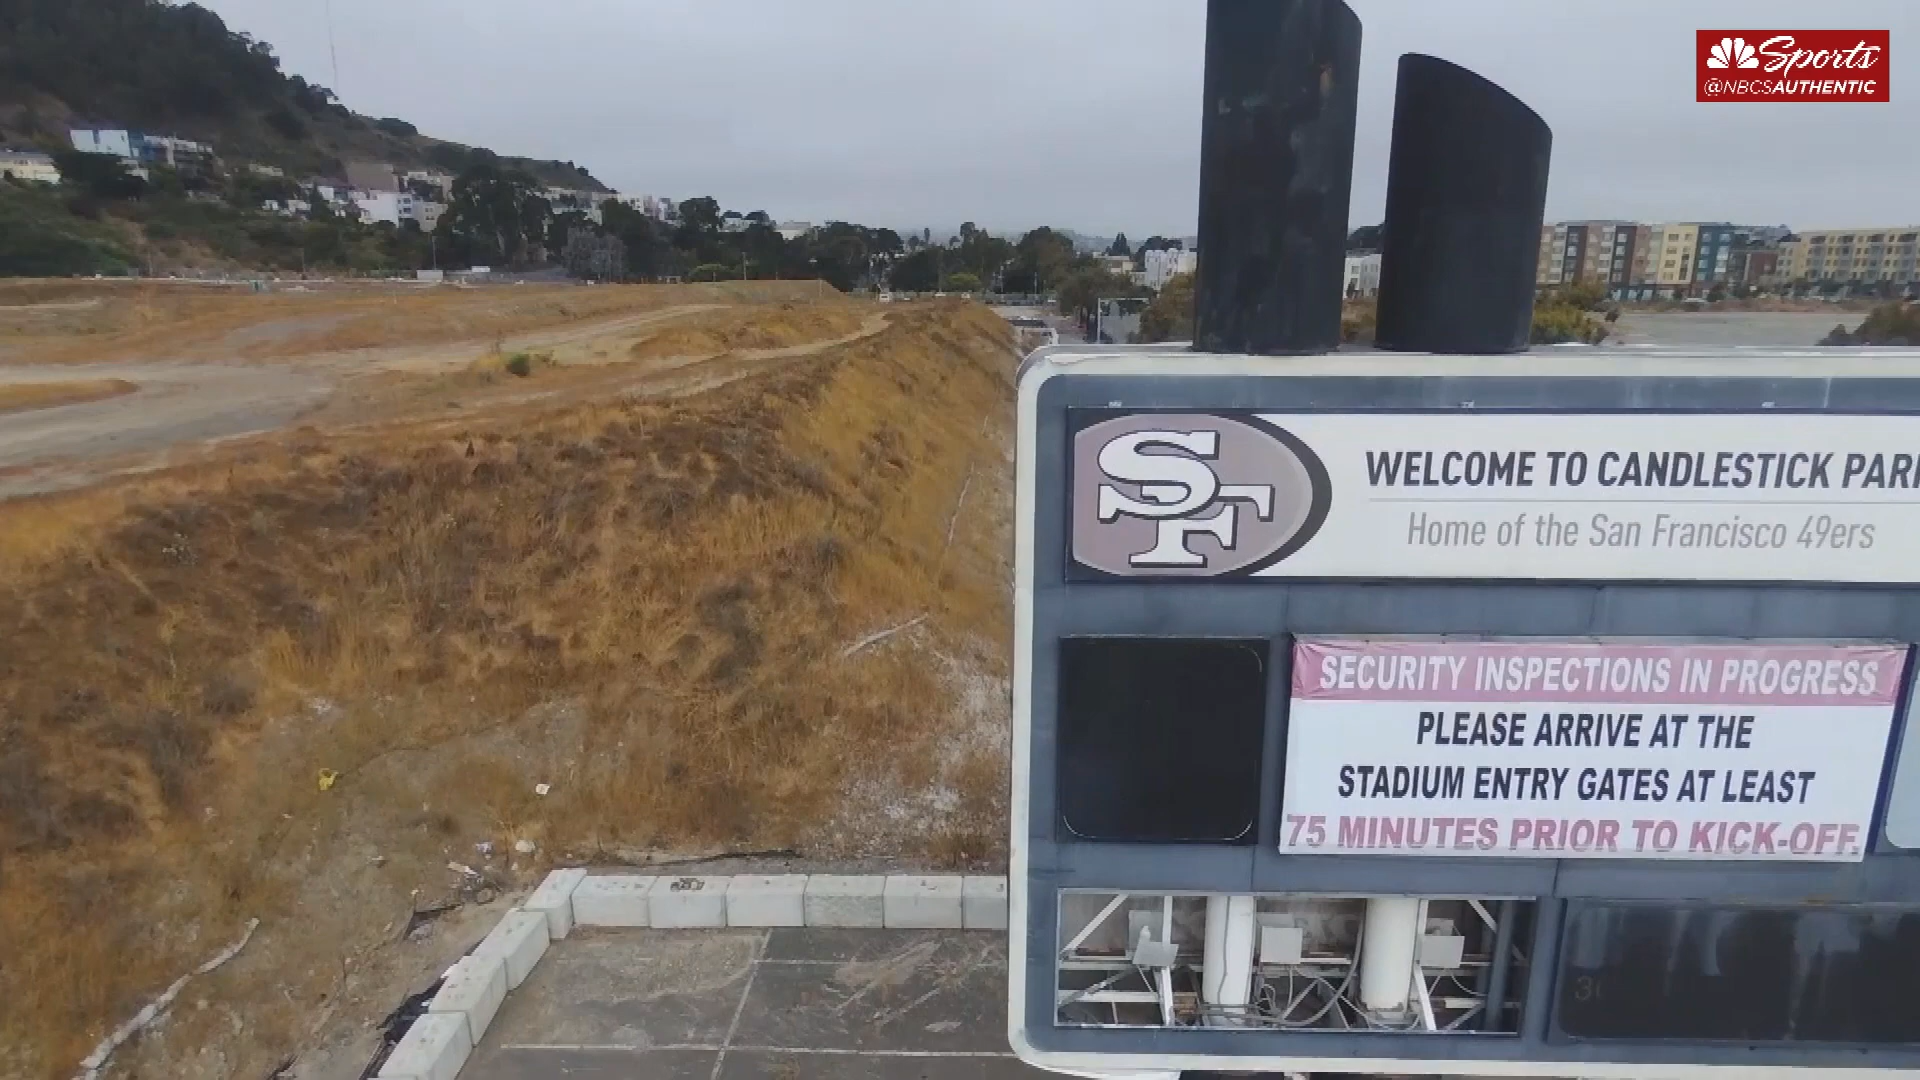 Sports
@NBCSAUTHENTIC
SF
WELCOME TO CANDLESTICK PARK
Home of the San Francisco 49ers
SECURITY INSPECTIONS IN PROGRESS
PLEASE ARRIVE AT THE
STADIUM ENTRY GATES AT LEAST
75 MINUTES PRIOR TO KICK-OFF.